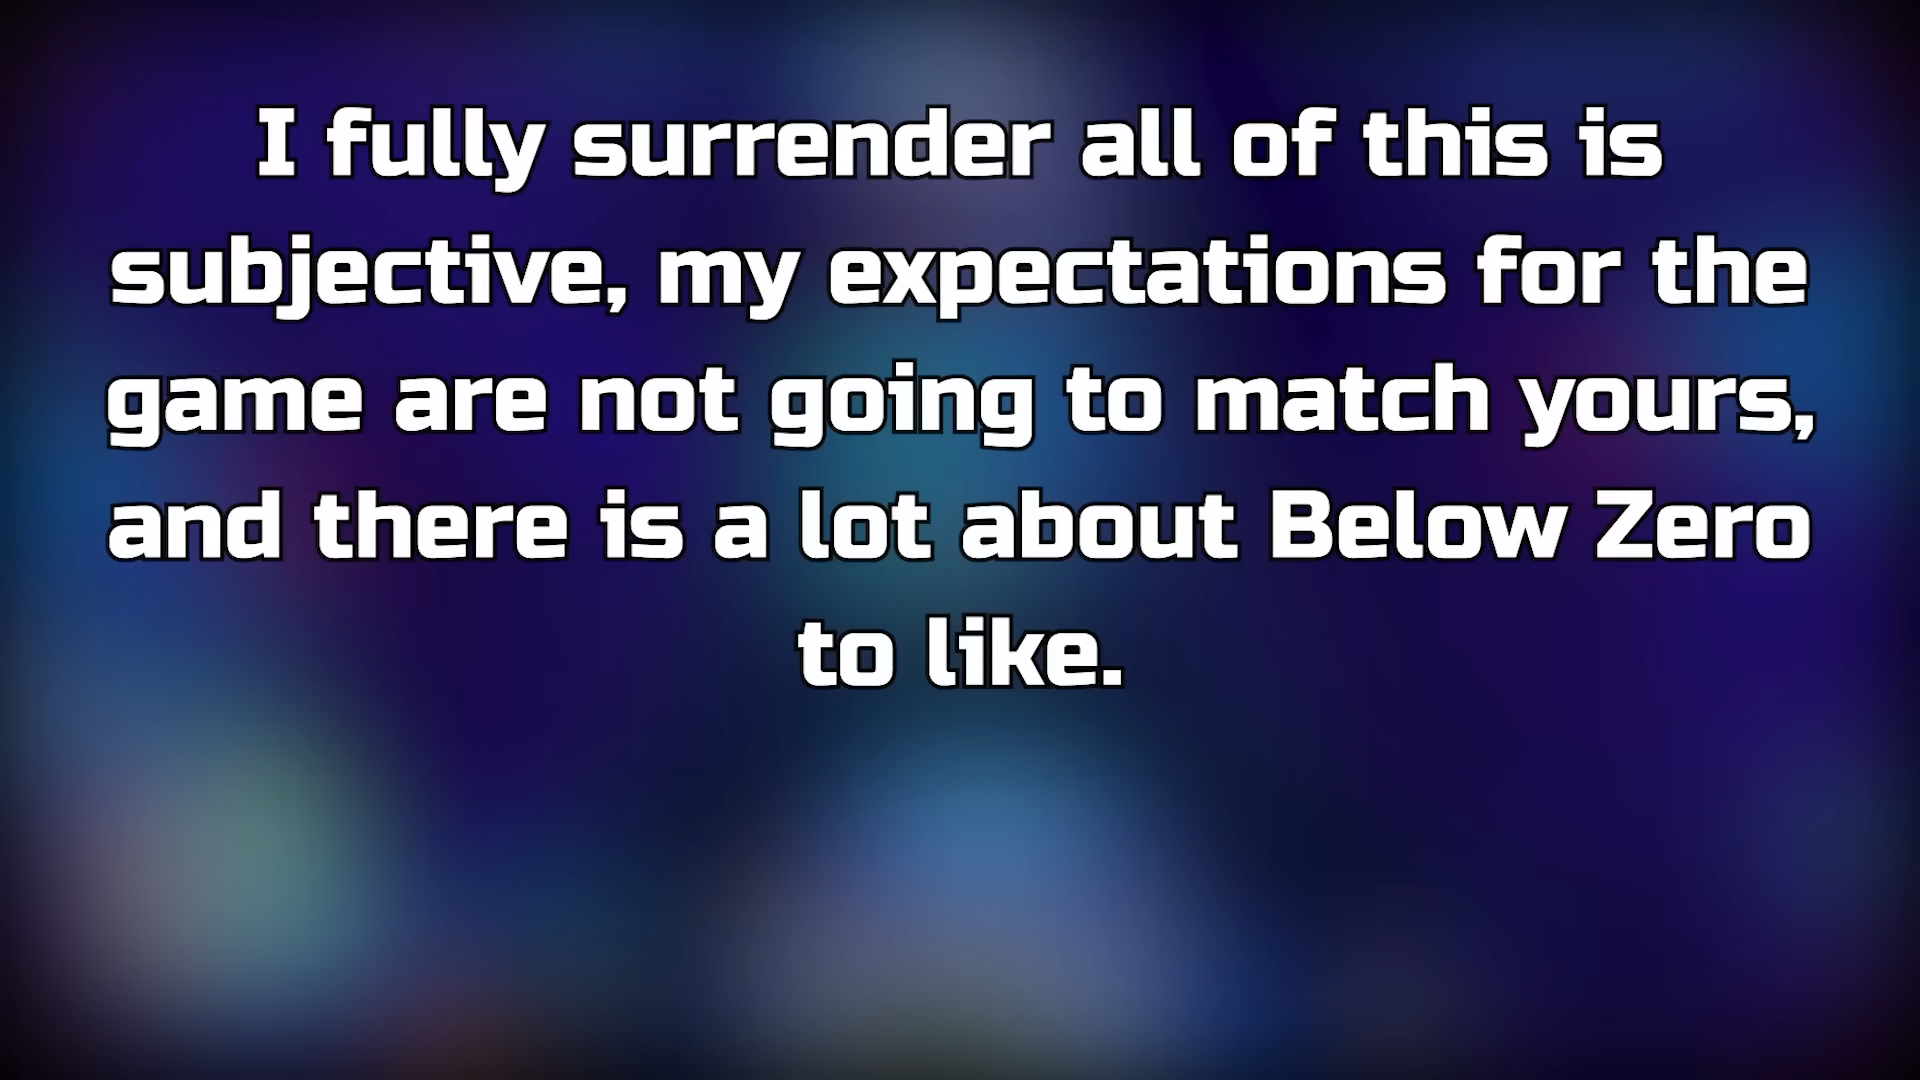 I fully surrender all of this is
subjective, my expectations for the
game are not going to match yours,
and there is a lot about Below Zero
to like.